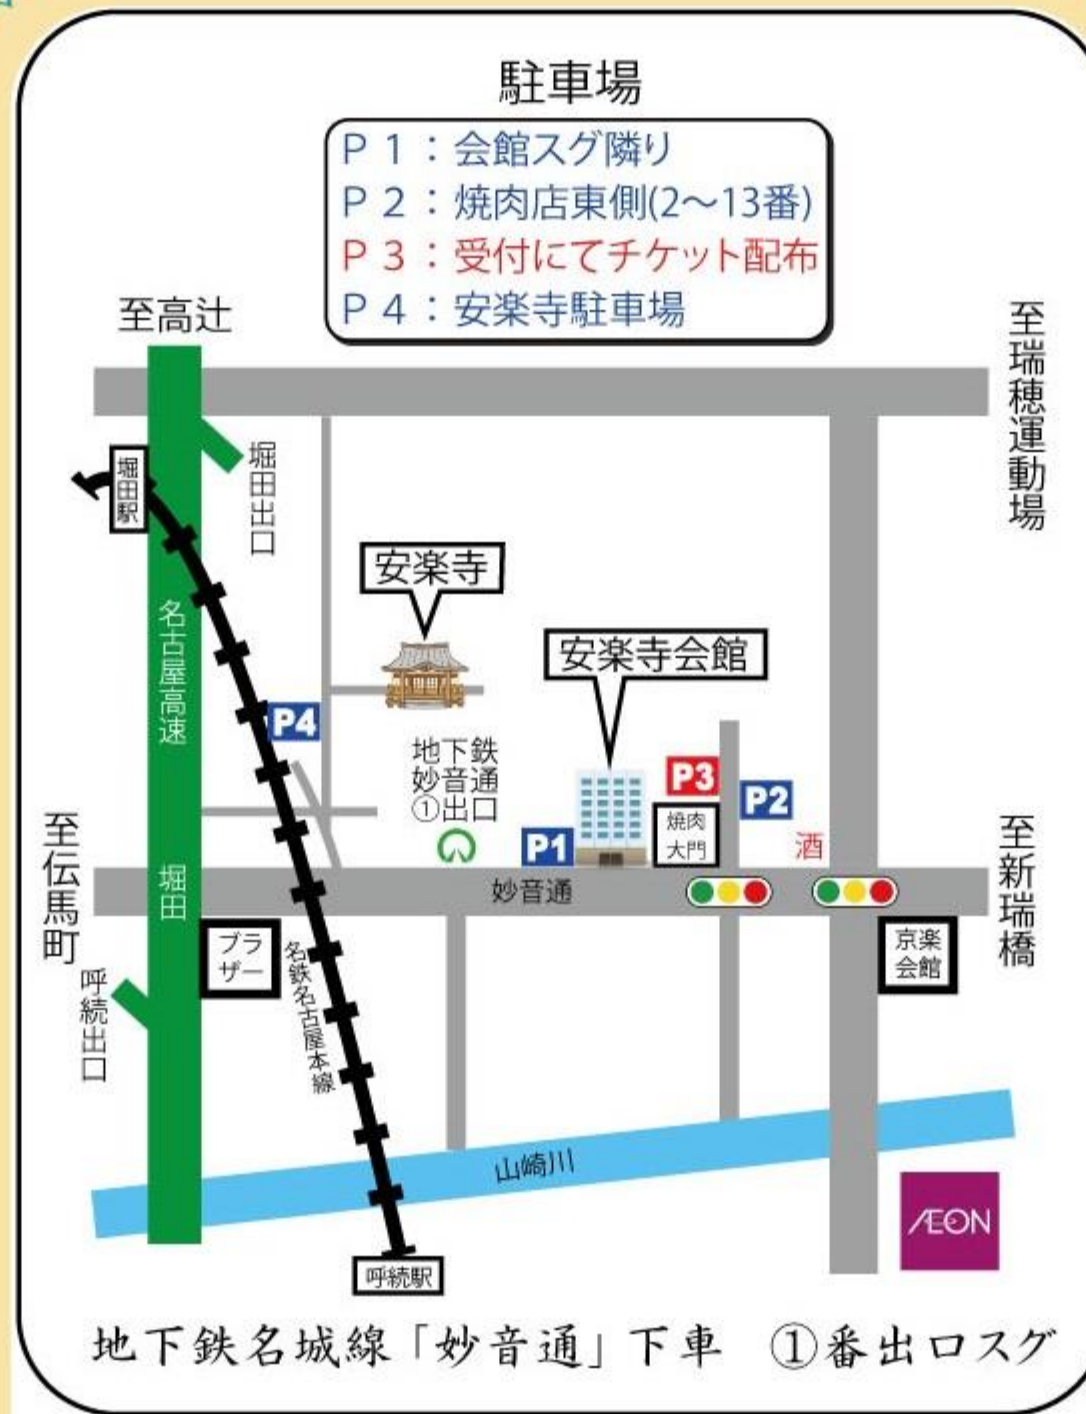 駐車場
P1:会館スグ隣り
P2:焼肉店東側(2〜13番)
P3:受付にてチケット配布
P4:安楽寺駐車場
至高辻
至瑞穂運動場
堀田駅
堀田出口
安楽寺
名古屋高速
安楽寺会館
P4
地下鉄
妙音通
①出口
P3
P2
焼肉
大門
P1
酒
至伝馬町
堀田
妙音通
至新瑞橋
ブラ
ザー
名鉄名古屋本線
京楽
会館
呼続出口
山崎川
ÆON
呼続駅
地下鉄名城線「妙音通」下車 ①番出口スグ